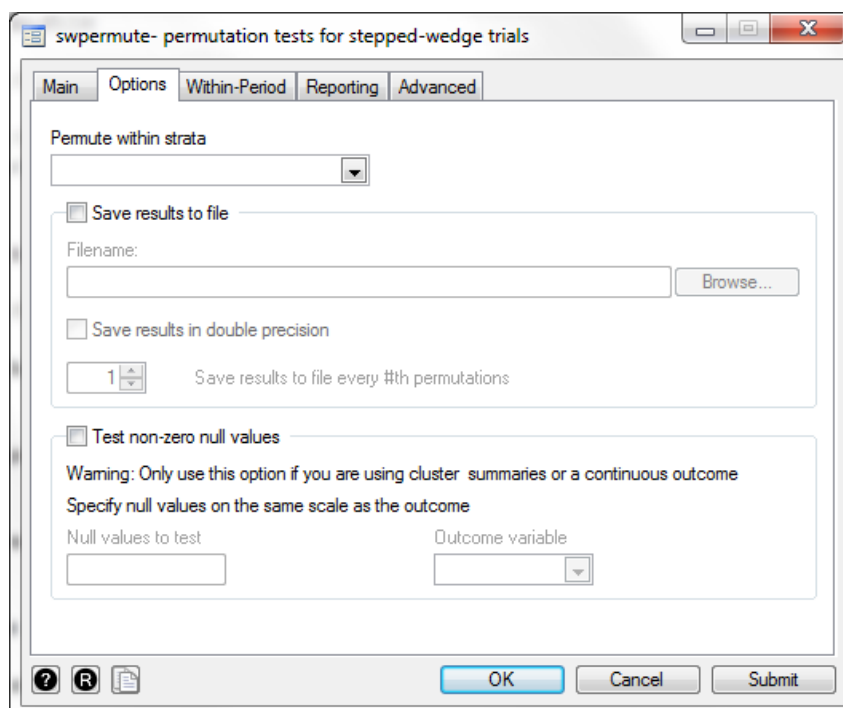 swpermute- permutation tests for stepped-wedge trials
Main Options Within-Period Reporting Advanced
Permute within strata
Save results to file
Filename:
Browse...
Save results in double precision
1 Save results to file every #th permutations
Test non-zero null values
Warning: Only use this option if you are using cluster summaries or a continuous outcome
Specify null values on the same scale as the outcome
Null values to test Outcome variable
? R OK Cancel Submit